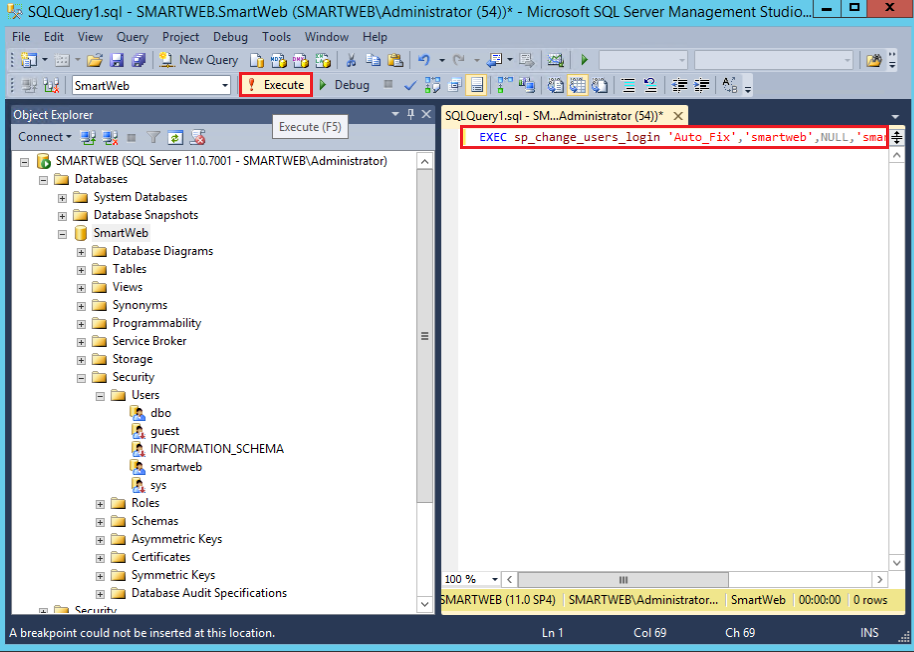 SQLQuery1.sql - SMARTWEB.SmartWeb (SMARTWEB\Administrator (54))* - Microsoft SQL Server Management Studio...
File Edit View Query Project Debug Tools Window Help
New Query
SmartWeb Execute Debug
Object Explorer
Execute (F5)
Connect
SMARTWEB (SQL Server 11.0.7001 - SMARTWEB\Administrator)
Databases
System Databases
Database Snapshots
SmartWeb
Database Diagrams
Tables
Views
Synonyms
Programmability
Service Broker
Storage
Security
Users
dbo
guest
INFORMATION_SCHEMA
smartweb
sys
Roles
Schemas
Asymmetric Keys
Certificates
Symmetric Keys
Database Audit Specifications
Security
SQLQuery1.sql - SM...Administrator (54))*
EXEC sp_change_users_login 'Auto_Fix','smartweb',NULL,'smar
100 %
SMARTWEB (11.0 SP4) SMARTWEB\Administrator... SmartWeb 00:00:00 0 rows
A breakpoint could not be inserted at this location. Ln 1 Col 69 Ch 69 INS